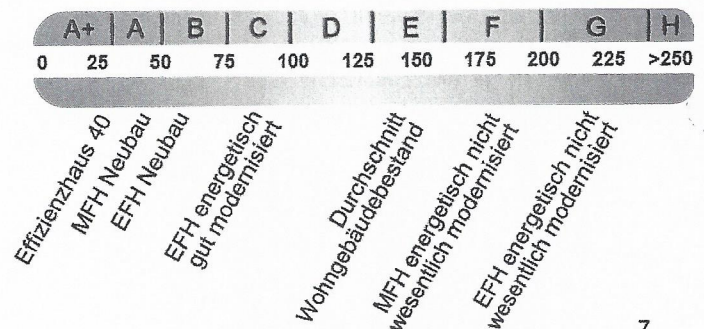 A+ A B C D E F G H
0 25 50 75 100 125 150 175 200 225 >250
Effizienzhaus 40
MFH Neubau
EFH Neubau
EFH energetisch
gut modernisiert
Durchschnitt
Wohngebäudebestand
MFH energetisch nicht
wesentlich modernisiert
EFH energetisch nicht
wesentlich modernisiert
7